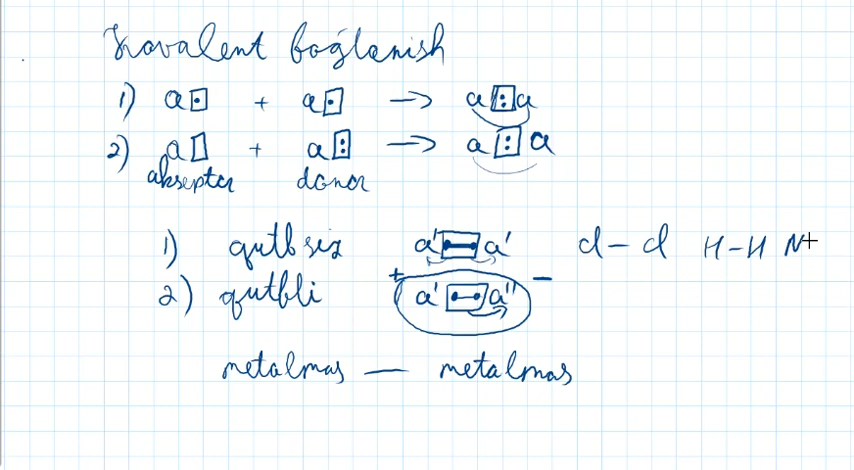 Kovalent bog'lanish
1) a· + a· → a:a
2) a + a: → a:a
akseptor donor
1) qutbsiz a' — a' Cl – Cl H – H N
2) qutbli + a' — a'' −
metalmas — metalmas